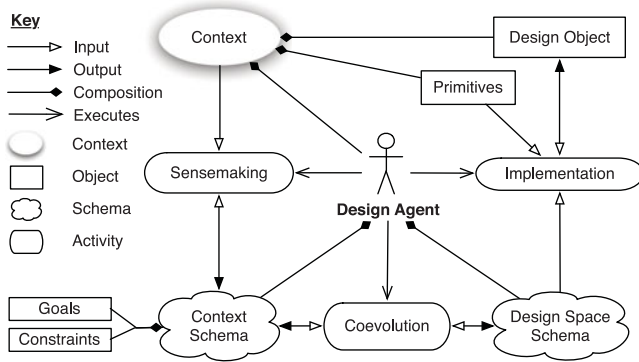 Key
Input
Output
Composition
Executes
Context
Object
Schema
Activity
Context
Design Object
Primitives
Sensemaking
Implementation
Design Agent
Goals
Constraints
Context
Schema
Coevolution
Design Space
Schema